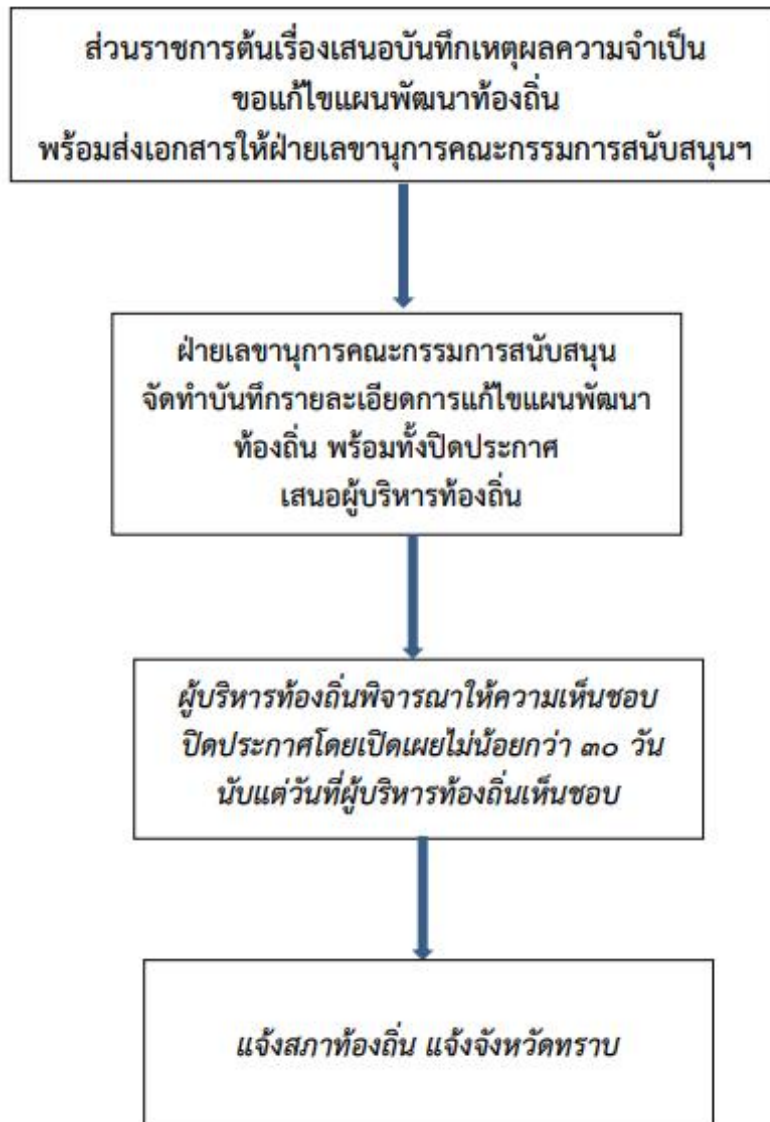 ส่วนราชการต้นเรื่องเสนอบันทึกเหตุผลความจำเป็น
ขอแก้ไขแผนพัฒนาท้องถิ่น
พร้อมส่งเอกสารให้ฝ่ายเลขานุการคณะกรรมการสนับสนุนฯ
ฝ่ายเลขานุการคณะกรรมการสนับสนุน
จัดทำบันทึกรายละเอียดการแก้ไขแผนพัฒนา
ท้องถิ่น พร้อมทั้งปิดประกาศ
เสนอผู้บริหารท้องถิ่น
ผู้บริหารท้องถิ่นพิจารณาให้ความเห็นชอบ
ปิดประกาศโดยเปิดเผยไม่น้อยกว่า ๓๐ วัน
นับแต่วันที่ผู้บริหารท้องถิ่นเห็นชอบ
แจ้งสภาท้องถิ่น แจ้งจังหวัดทราบ